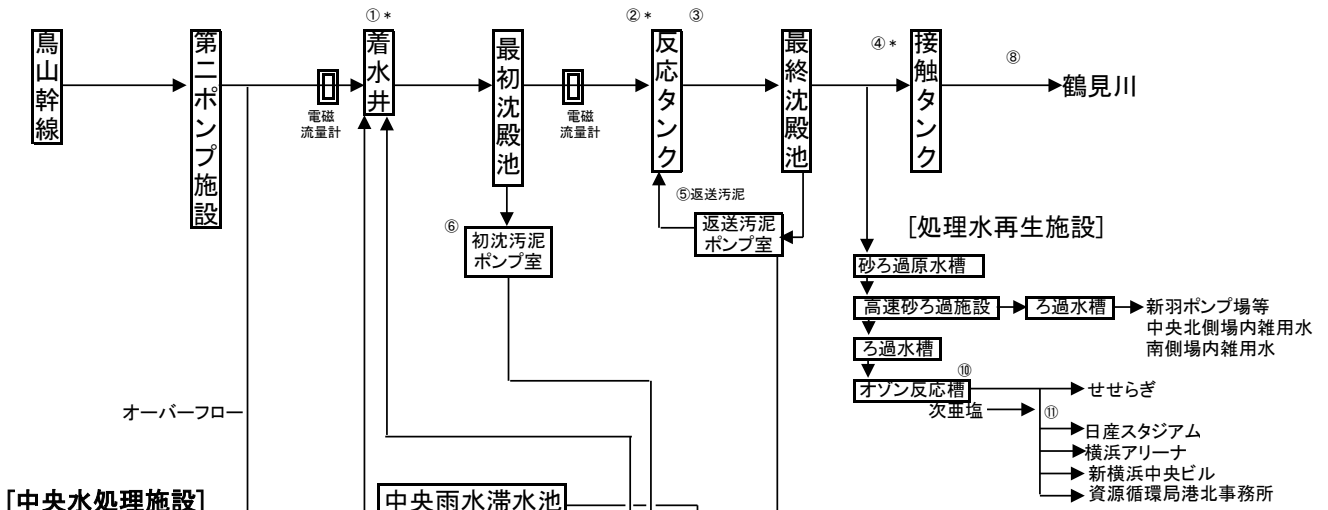 ①*
②*
③
④*
⑧
鳥山幹線
第二ポンプ施設
電磁
流量計
着水井
最初沈殿池
電磁
流量計
反応タンク
最終沈殿池
接触タンク
鶴見川
⑤返送汚泥
返送汚泥
ポンプ室
⑥
初沈汚泥
ポンプ室
[処理水再生施設]
砂ろ過原水槽
高速砂ろ過施設
ろ過水槽
新羽ポンプ場等
中央北側場内雑用水
南側場内雑用水
ろ過水槽
⑩
オゾン反応槽
せせらぎ
次亜塩
⑪
日産スタジアム
横浜アリーナ
新横浜中央ビル
資源循環局港北事務所
オーバーフロー
[中央水処理施設]
中央雨水滞水池